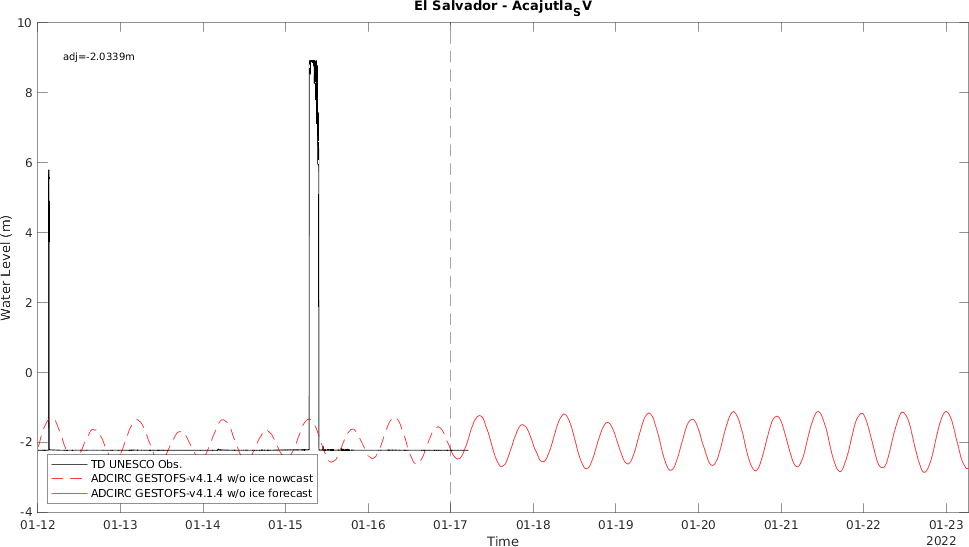 El Salvador - AcajutlaSV
adj=-2.0339m
Water Level (m)
10
8
6
4
2
0
-2
-4
TD UNESCO Obs.
ADCIRC GESTOFS-v4.1.4 w/o ice nowcast
ADCIRC GESTOFS-v4.1.4 w/o ice forecast
01-12 01-13 01-14 01-15 01-16 01-17 01-18 01-19 01-20 01-21 01-22 01-23
Time
2022